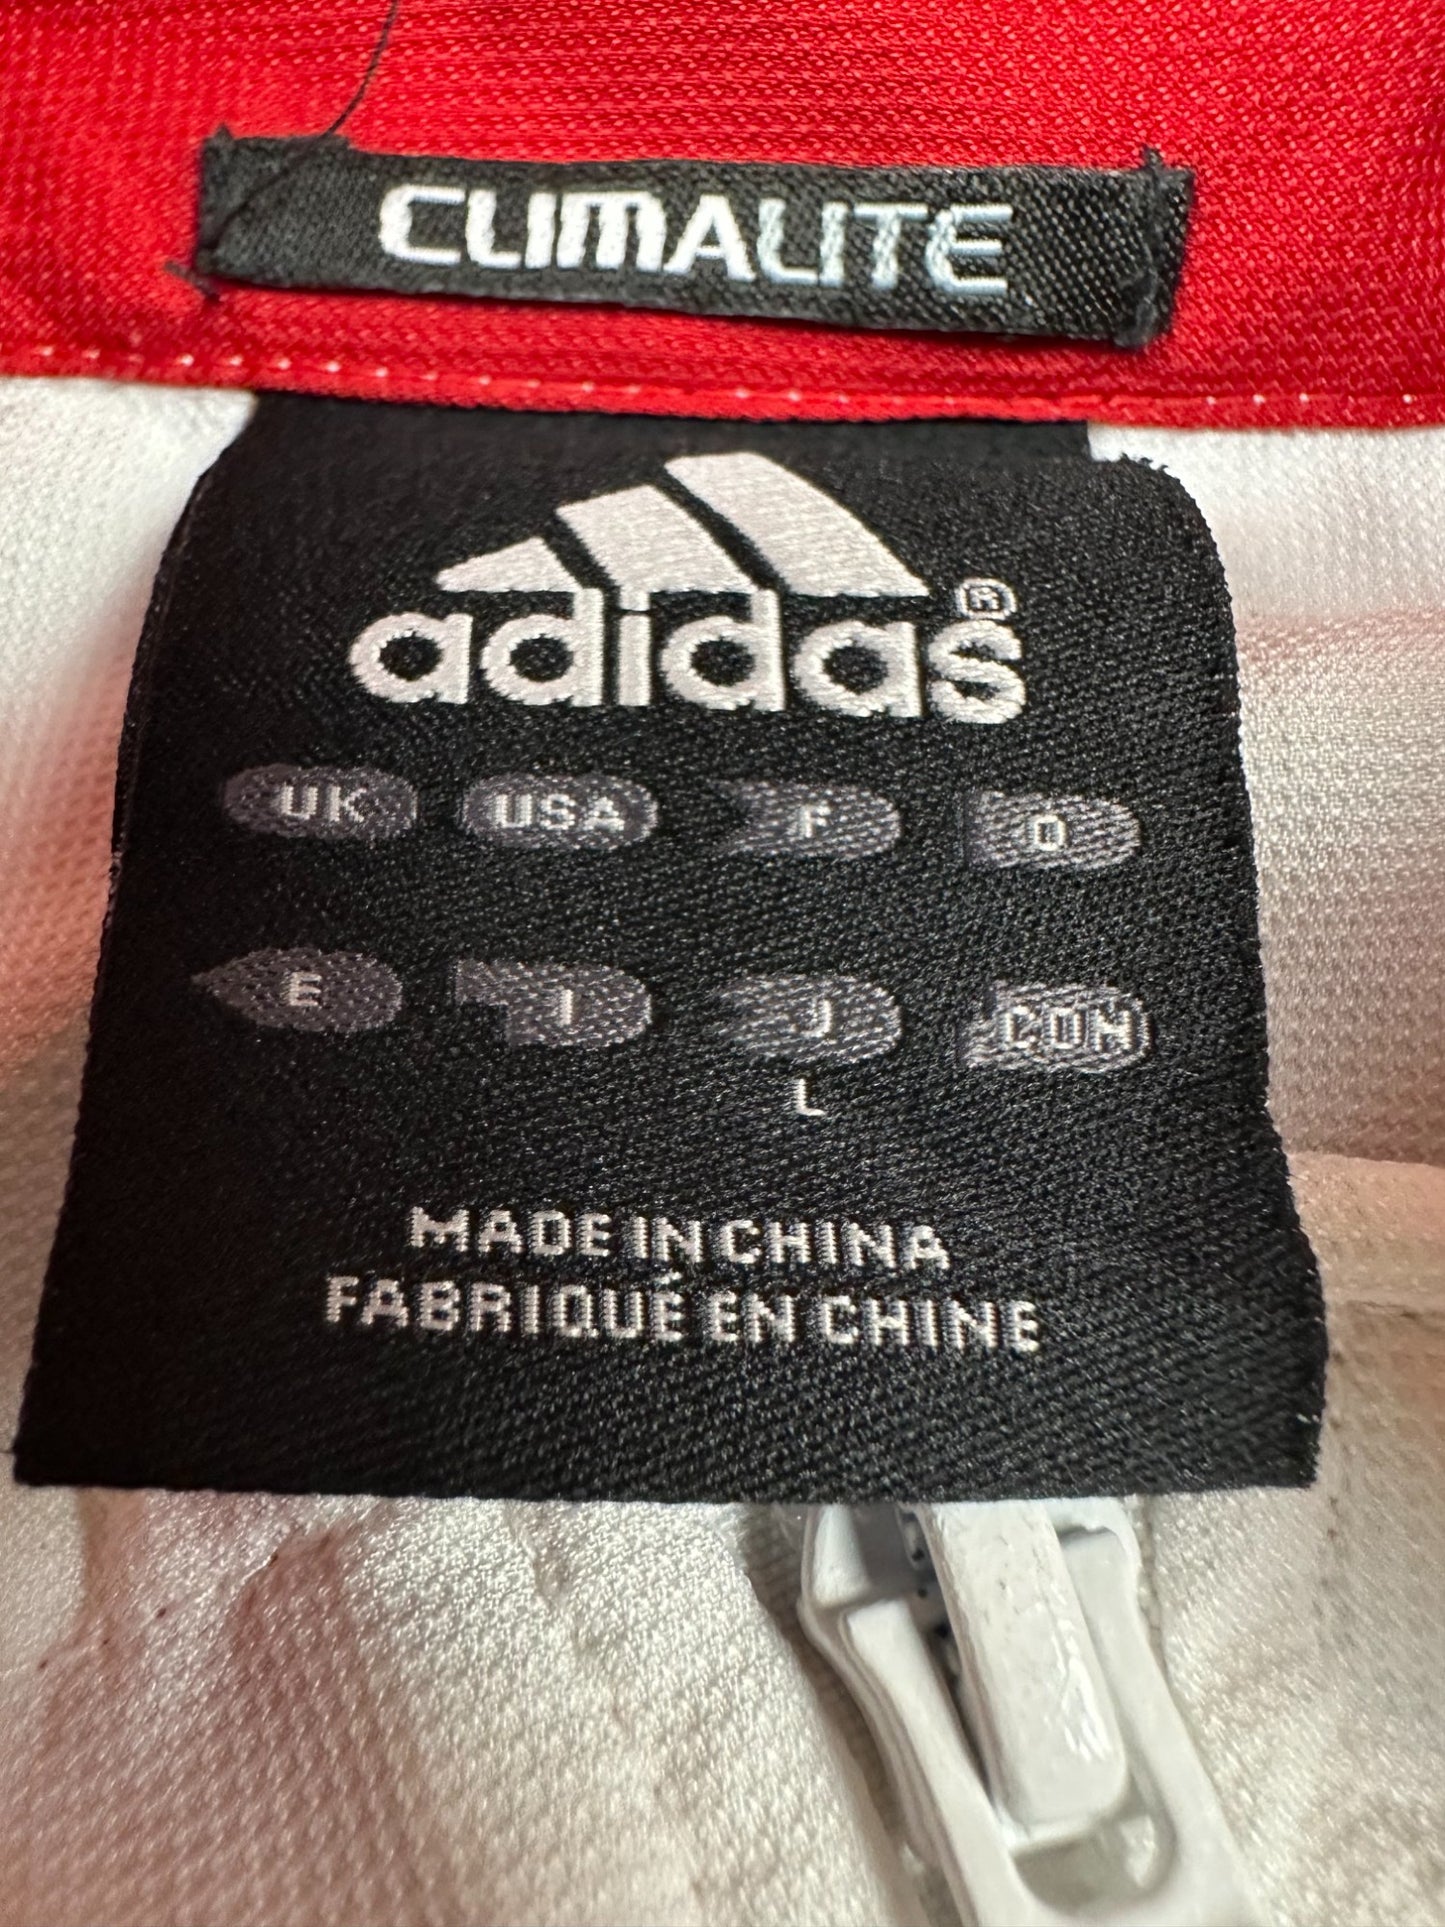 CLIMALITE
adidas®
UK USA F D
E I J CDN
L
MADE IN CHINA
FABRIQUÉ EN CHINE